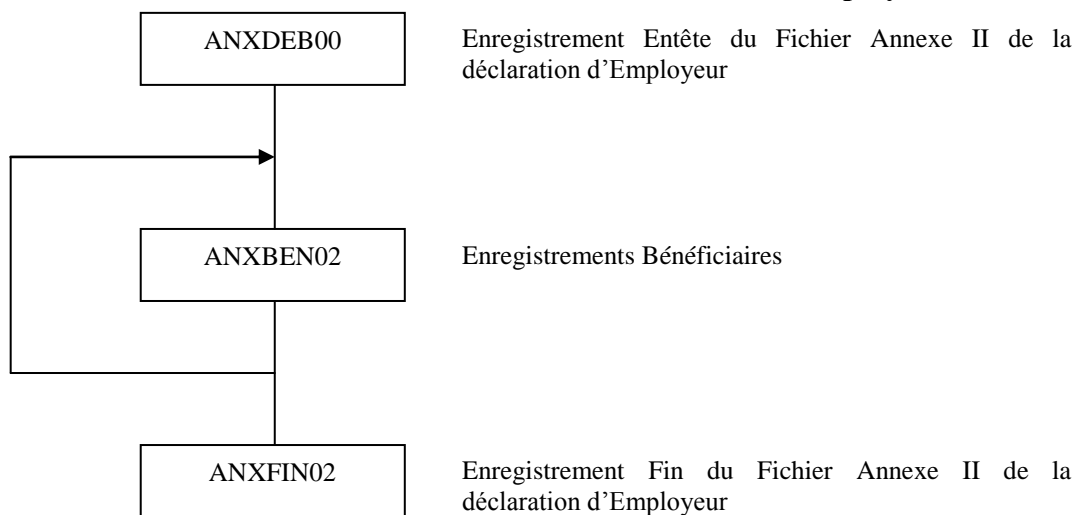 ANXDEB00
Enregistrement Entête du Fichier Annexe II de la
déclaration d’Employeur
ANXBEN02
Enregistrements Bénéficiaires
ANXFIN02
Enregistrement Fin du Fichier Annexe II de la
déclaration d’Employeur